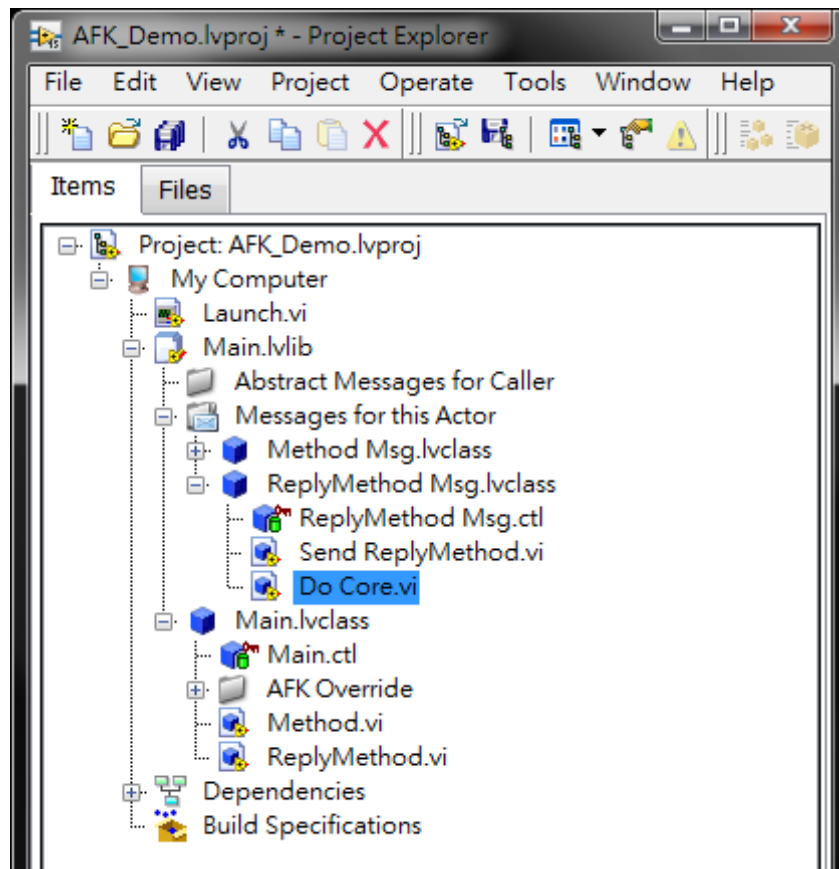 AFK_Demo.lvproj * - Project Explorer
File Edit View Project Operate Tools Window Help
Items Files
Project: AFK_Demo.lvproj
My Computer
Launch.vi
Main.lvlib
Abstract Messages for Caller
Messages for this Actor
Method Msg.lvclass
ReplyMethod Msg.lvclass
ReplyMethod Msg.ctl
Send ReplyMethod.vi
Do Core.vi
Main.lvclass
Main.ctl
AFK Override
Method.vi
ReplyMethod.vi
Dependencies
Build Specifications